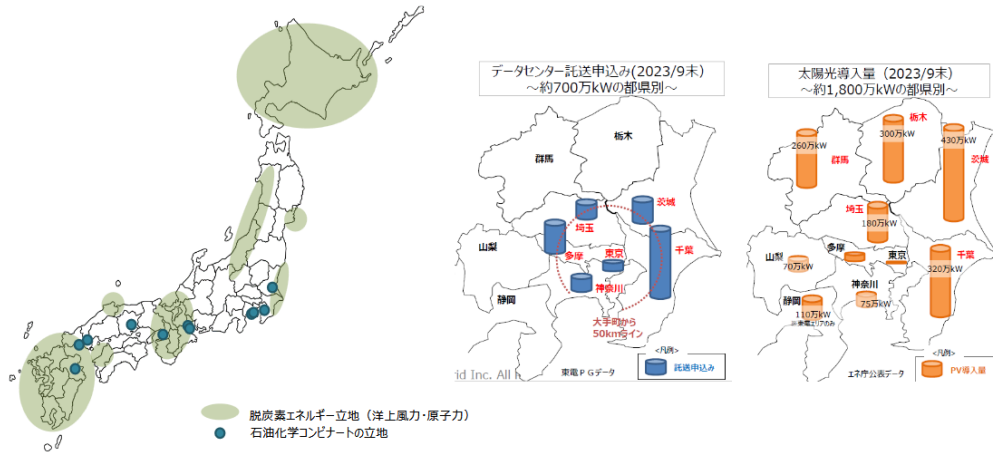 脱炭素エネルギー立地（洋上風力・原子力）
石油化学コンビナートの立地
データセンター託送申込み(2023/9末)
～約700万kWの都県別～
栃木
群馬
茨城
埼玉
山梨
多摩
東京
千葉
神奈川
静岡
大手町から
50kmライン
<凡例>
託送申込み
rid Inc. All
東電ＰＧデータ
太陽光導入量（2023/9末）
～約1,800万kWの都県別～
栃木
300万kW
430万kW
260万kW
群馬
茨城
埼玉
180万kW
山梨
70万kW
多摩
東京
千葉
320万kW
神奈川
75万kW
静岡
110万kW
※東電エリアのみ
<凡例>
PV導入量
エネ庁公表データ